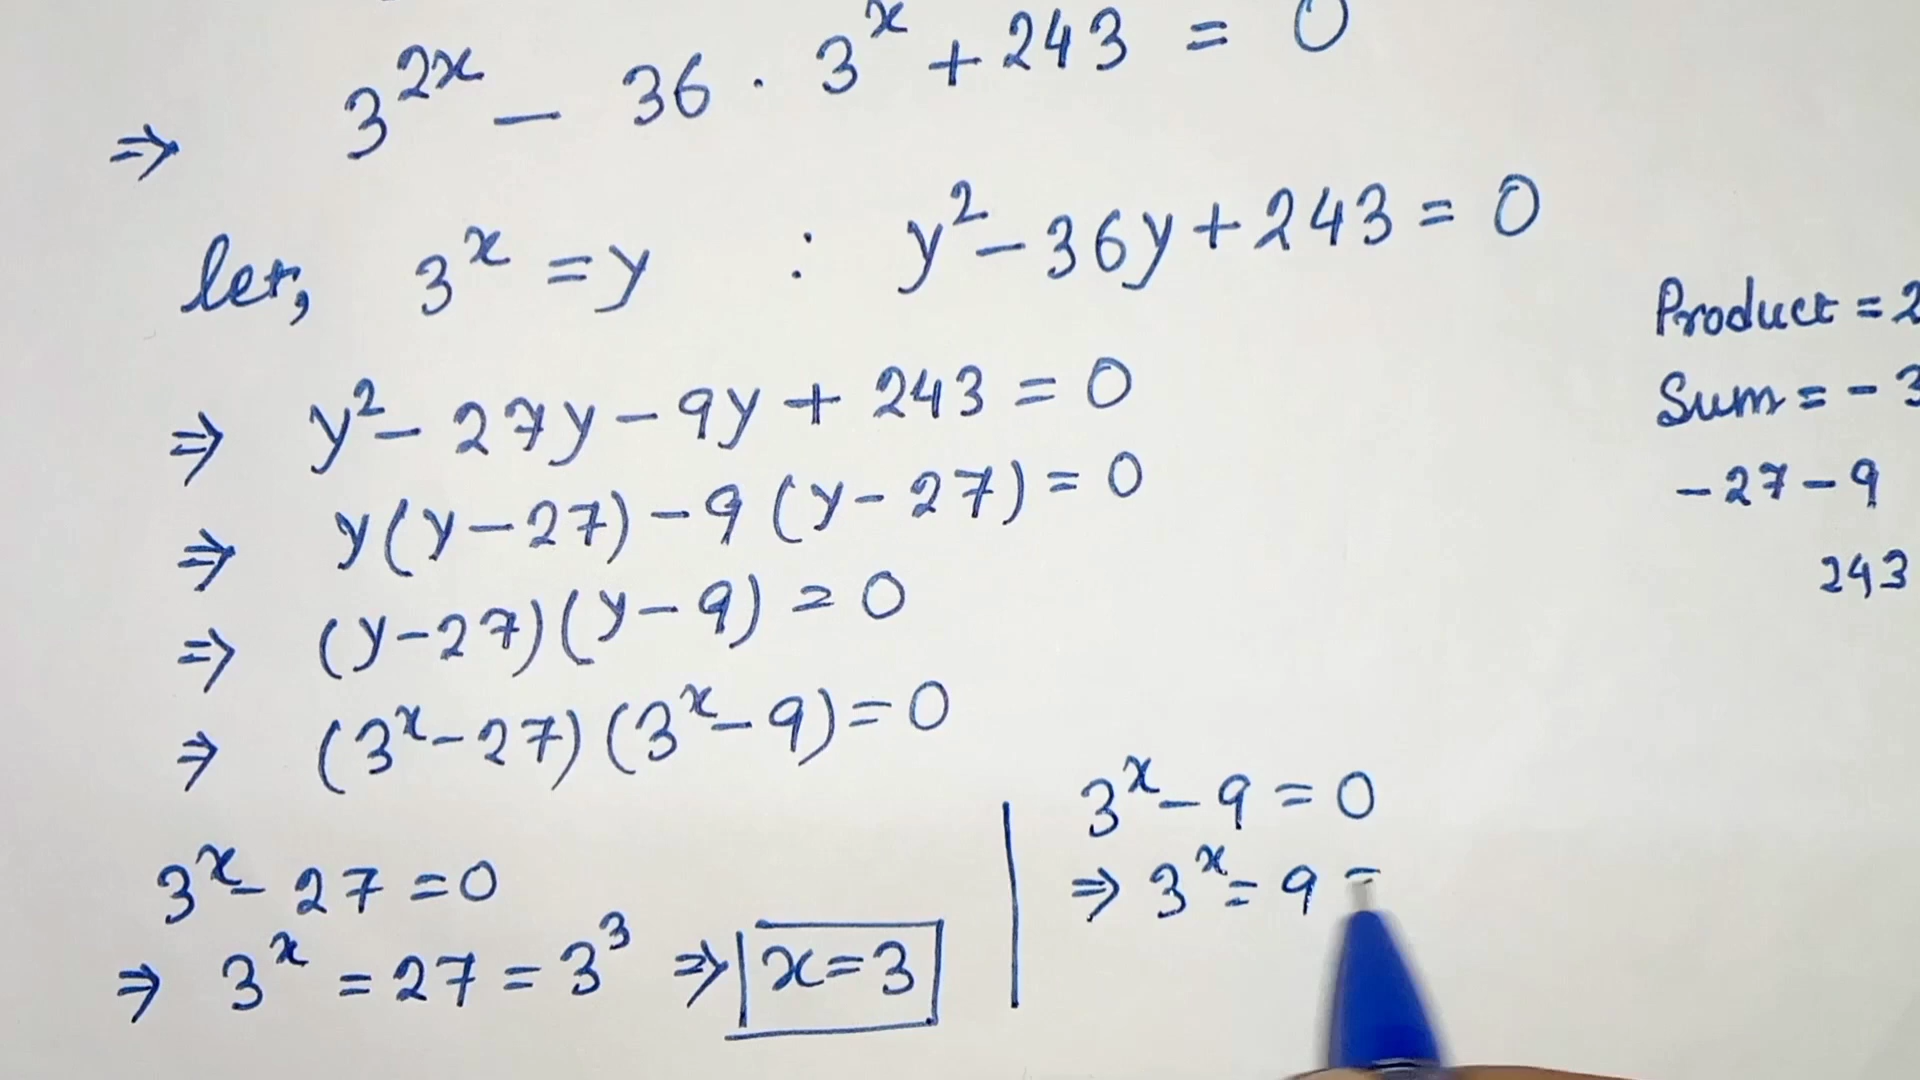 ⇒ 3^{2x} - 36 · 3^x + 243 = 0
let, 3^x = y : y^2 - 36y + 243 = 0
⇒ y^2 - 27y - 9y + 243 = 0
⇒ y(y - 27) - 9(y - 27) = 0
⇒ (y - 27)(y - 9) = 0
⇒ (3^x - 27)(3^x - 9) = 0
3^x - 27 = 0
⇒ 3^x = 27 = 3^3 ⇒ x = 3
3^x - 9 = 0
⇒ 3^x = 9 =
Product = 2
Sum = - 3
- 27 - 9
243